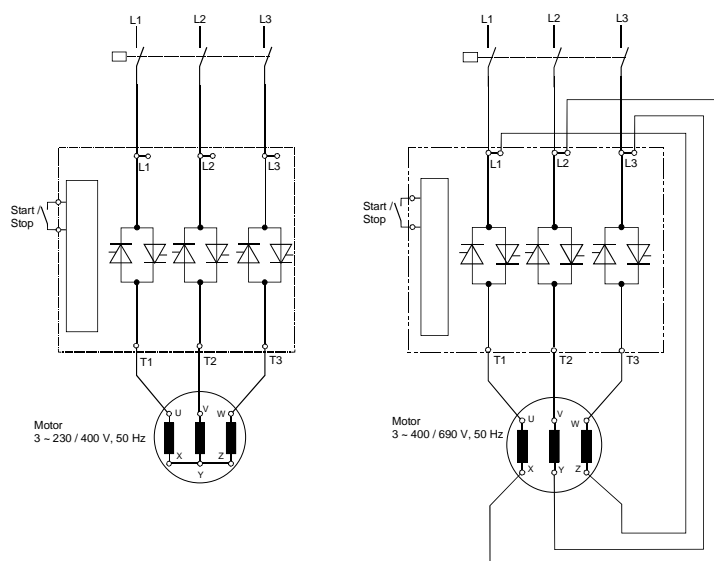 L1 L2 L3
L1 L2 L3
Start /
Stop
T1 T2 T3
U V W
X Y Z
Motor
3 ~ 230 / 400 V, 50 Hz
L1 L2 L3
L1 L2 L3
Start /
Stop
T1 T2 T3
U V W
X Y Z
Motor
3 ~ 400 / 690 V, 50 Hz